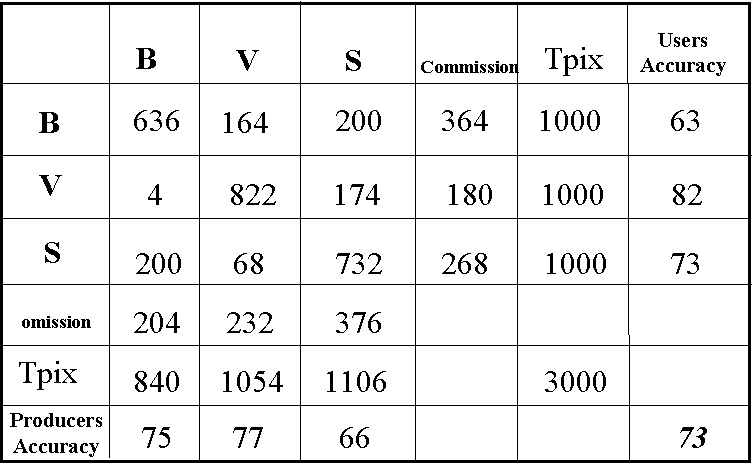 B V S Commission Tpix Users Accuracy
B 636 164 200 364 1000 63
V 4 822 174 180 1000 82
S 200 68 732 268 1000 73
omission 204 232 376
Tpix 840 1054 1106 3000
Producers Accuracy 75 77 66 73